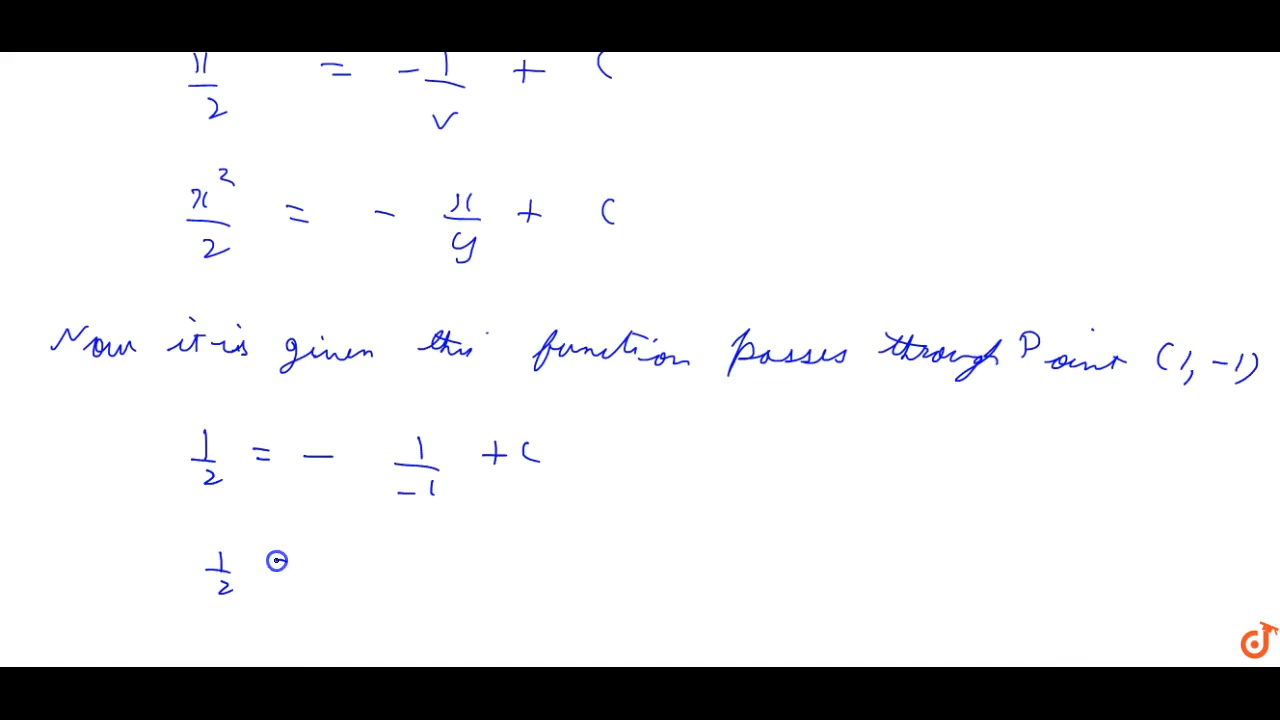 x/2 = - 1/v + C
x²/2 = - x/y + C
Now it is given this function passes through Point (1, -1)
1/2 = - 1/-1 + C
1/2